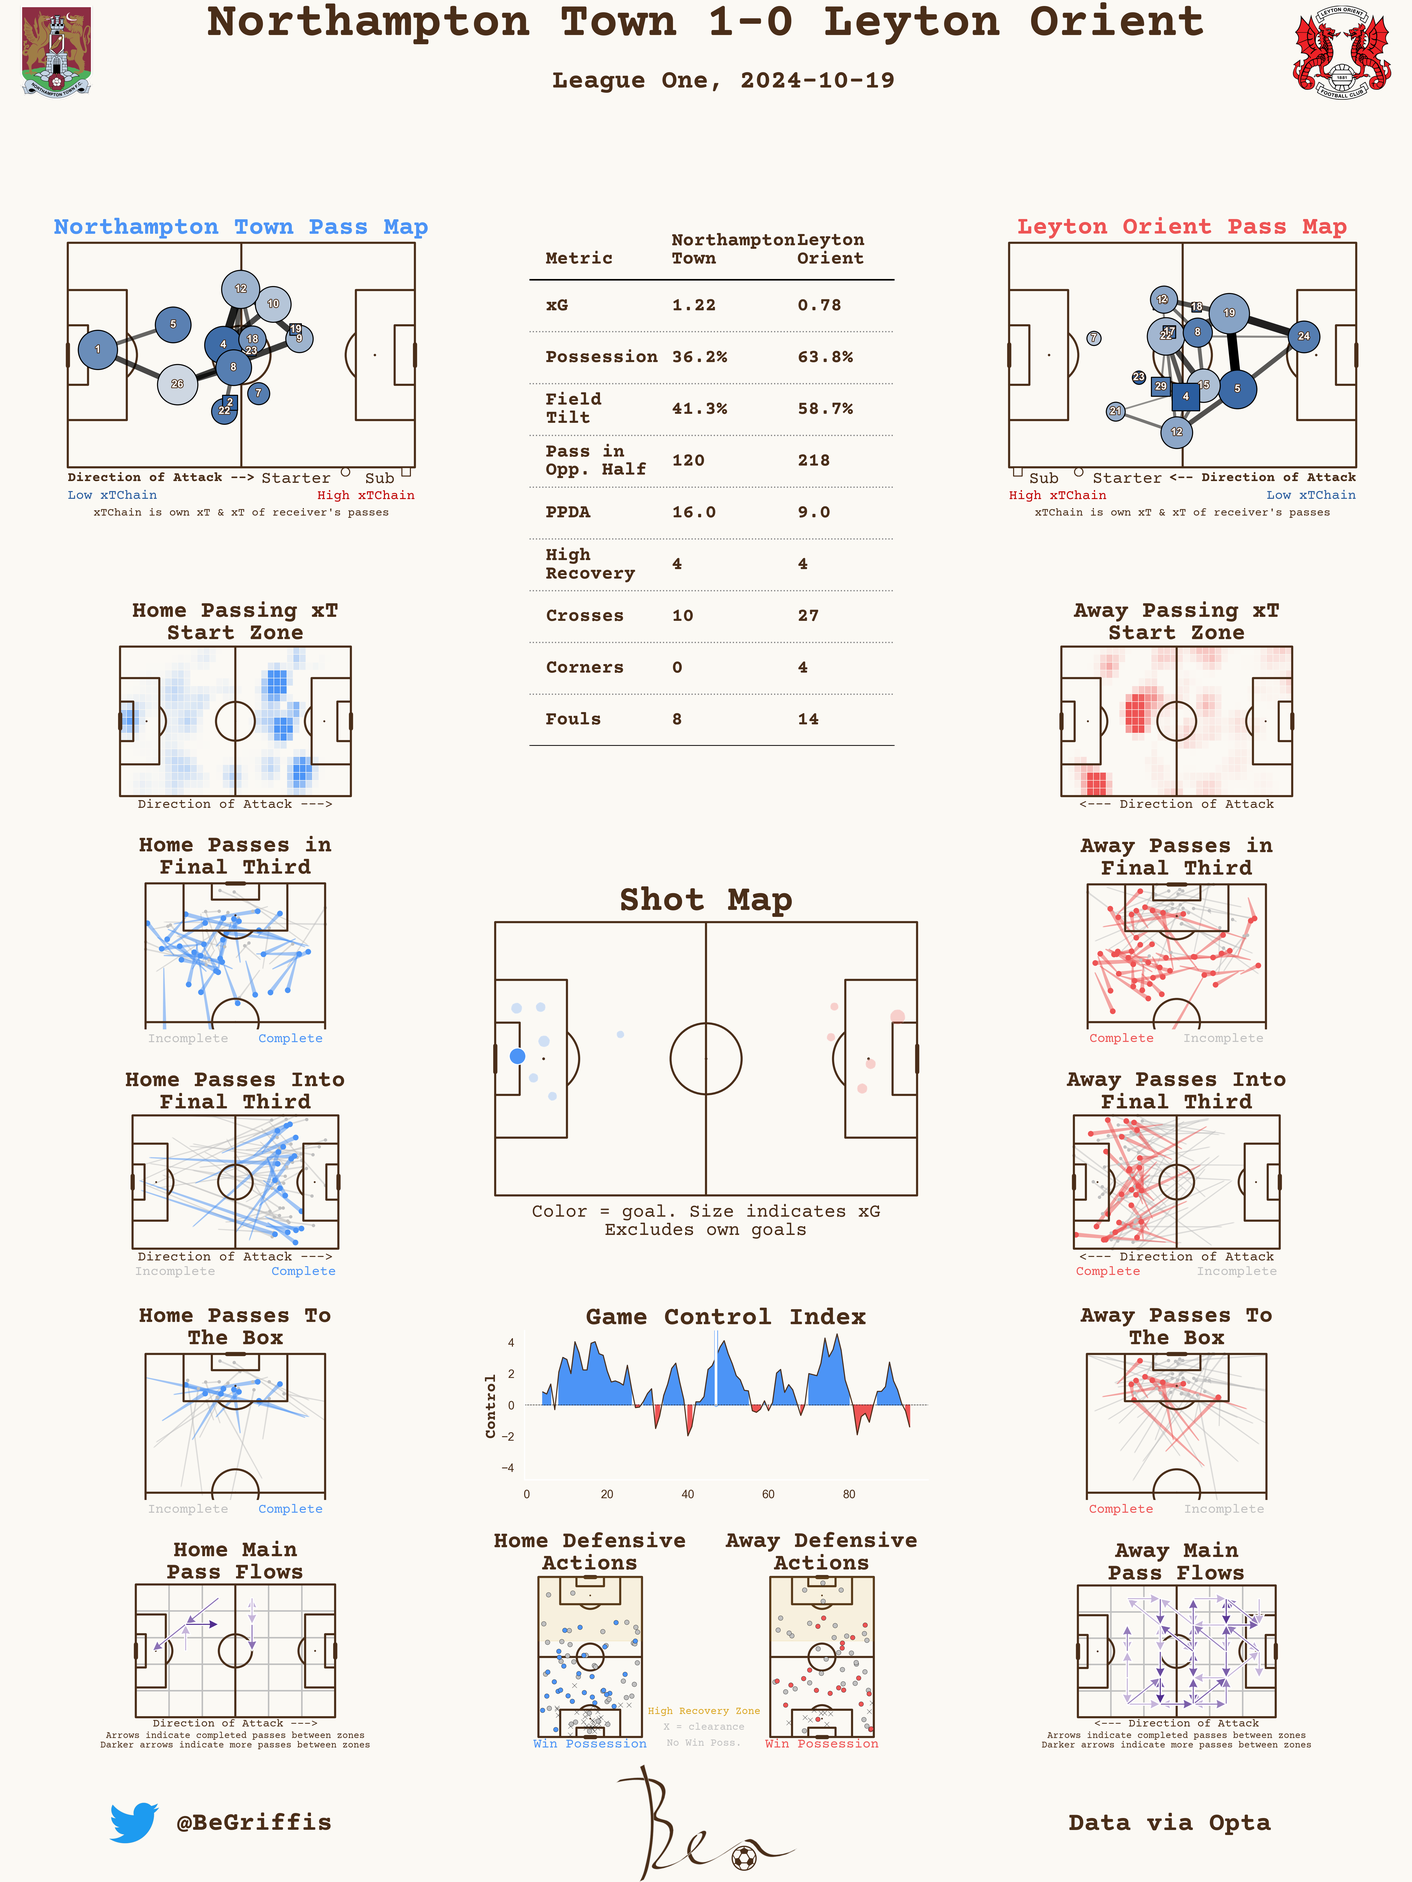 Northampton Town 1-0 Leyton Orient
League One, 2024-10-19
NORTHAMPTON TOWN F.C.
LEYTON ORIENT
1881
FOOTBALL CLUB
Northampton Town Pass Map
12
10
5
19
4
18
9
1
23
8
26
7
2
22
Direction of Attack --> Starter Sub
Low xTChain High xTChain
xTChain is own xT & xT of receiver's passes
Metric Northampton Town Leyton Orient
xG 1.22 0.78
Possession 36.2% 63.8%
Field Tilt 41.3% 58.7%
Pass in Opp. Half 120 218
PPDA 16.0 9.0
High Recovery 4 4
Crosses 10 27
Corners 0 4
Fouls 8 14
Leyton Orient Pass Map
12
18
19
22
8
24
7
23
29
15
5
4
21
12
Sub Starter <-- Direction of Attack
High xTChain Low xTChain
xTChain is own xT & xT of receiver's passes
Home Passing xT
Start Zone
Direction of Attack --->
Away Passing xT
Start Zone
<--- Direction of Attack
Home Passes in
Final Third
Incomplete Complete
Away Passes in
Final Third
Complete Incomplete
Shot Map
Color = goal. Size indicates xG
Excludes own goals
Home Passes Into
Final Third
Direction of Attack --->
Incomplete Complete
Away Passes Into
Final Third
<--- Direction of Attack
Complete Incomplete
Home Passes To
The Box
Incomplete Complete
Game Control Index
Control
4
2
0
−2
−4
0 20 40 60 80
Away Passes To
The Box
Complete Incomplete
Home Main
Pass Flows
Direction of Attack --->
Arrows indicate completed passes between zones
Darker arrows indicate more passes between zones
Home Defensive
Actions
Win Possession
High Recovery Zone
X = clearance
No Win Poss.
Away Defensive
Actions
Win Possession
Away Main
Pass Flows
<--- Direction of Attack
Arrows indicate completed passes between zones
Darker arrows indicate more passes between zones
@BeGriffis
Ben
Data via Opta